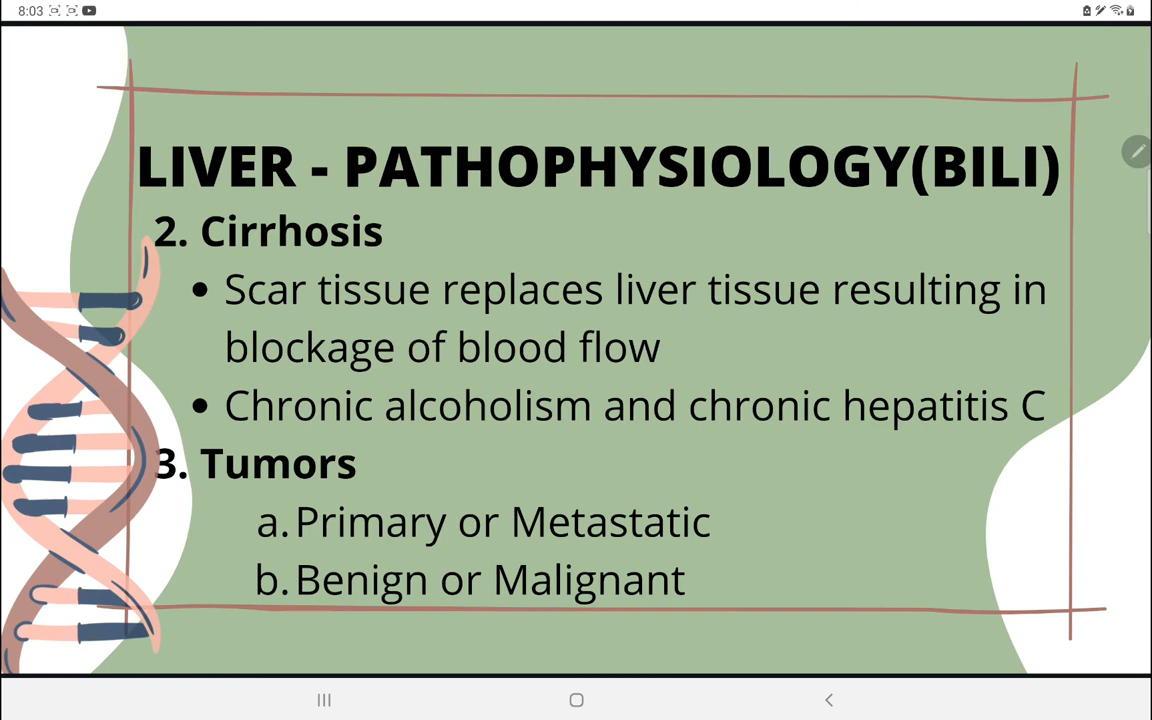 8:03
LIVER - PATHOPHYSIOLOGY(BILI)
2. Cirrhosis
• Scar tissue replaces liver tissue resulting in
blockage of blood flow
• Chronic alcoholism and chronic hepatitis C
3. Tumors
a. Primary or Metastatic
b. Benign or Malignant